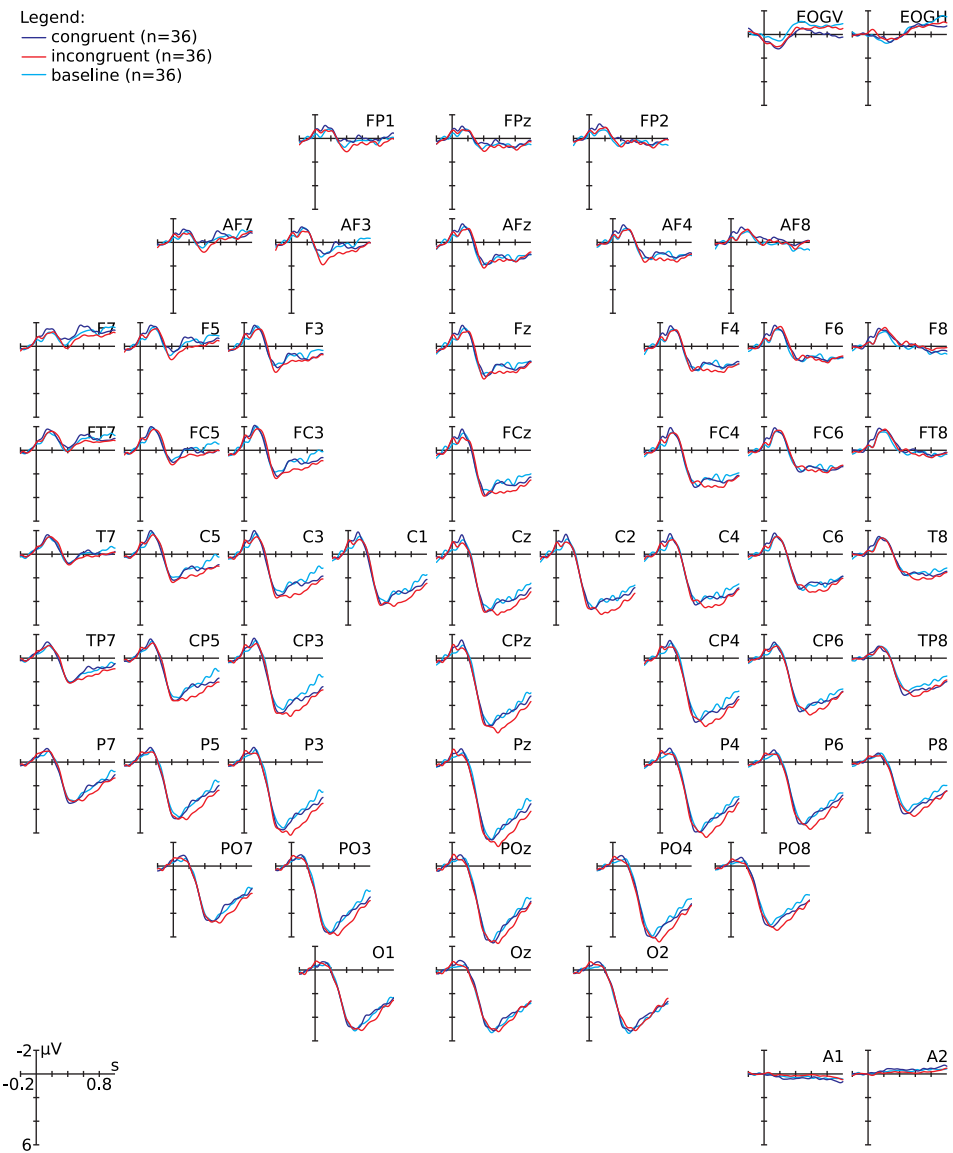 Legend:
congruent (n=36)
incongruent (n=36)
baseline (n=36)
EOGV EOGH
FP1 FPz FP2
AF7 AF3 AFz AF4 AF8
F7 F5 F3 Fz F4 F6 F8
FT7 FC5 FC3 FCz FC4 FC6 FT8
T7 C5 C3 C1 Cz C2 C4 C6 T8
TP7 CP5 CP3 CPz CP4 CP6 TP8
P7 P5 P3 Pz P4 P6 P8
PO7 PO3 POz PO4 PO8
O1 Oz O2
-2 µV
-0.2 0.8 s
6
A1 A2